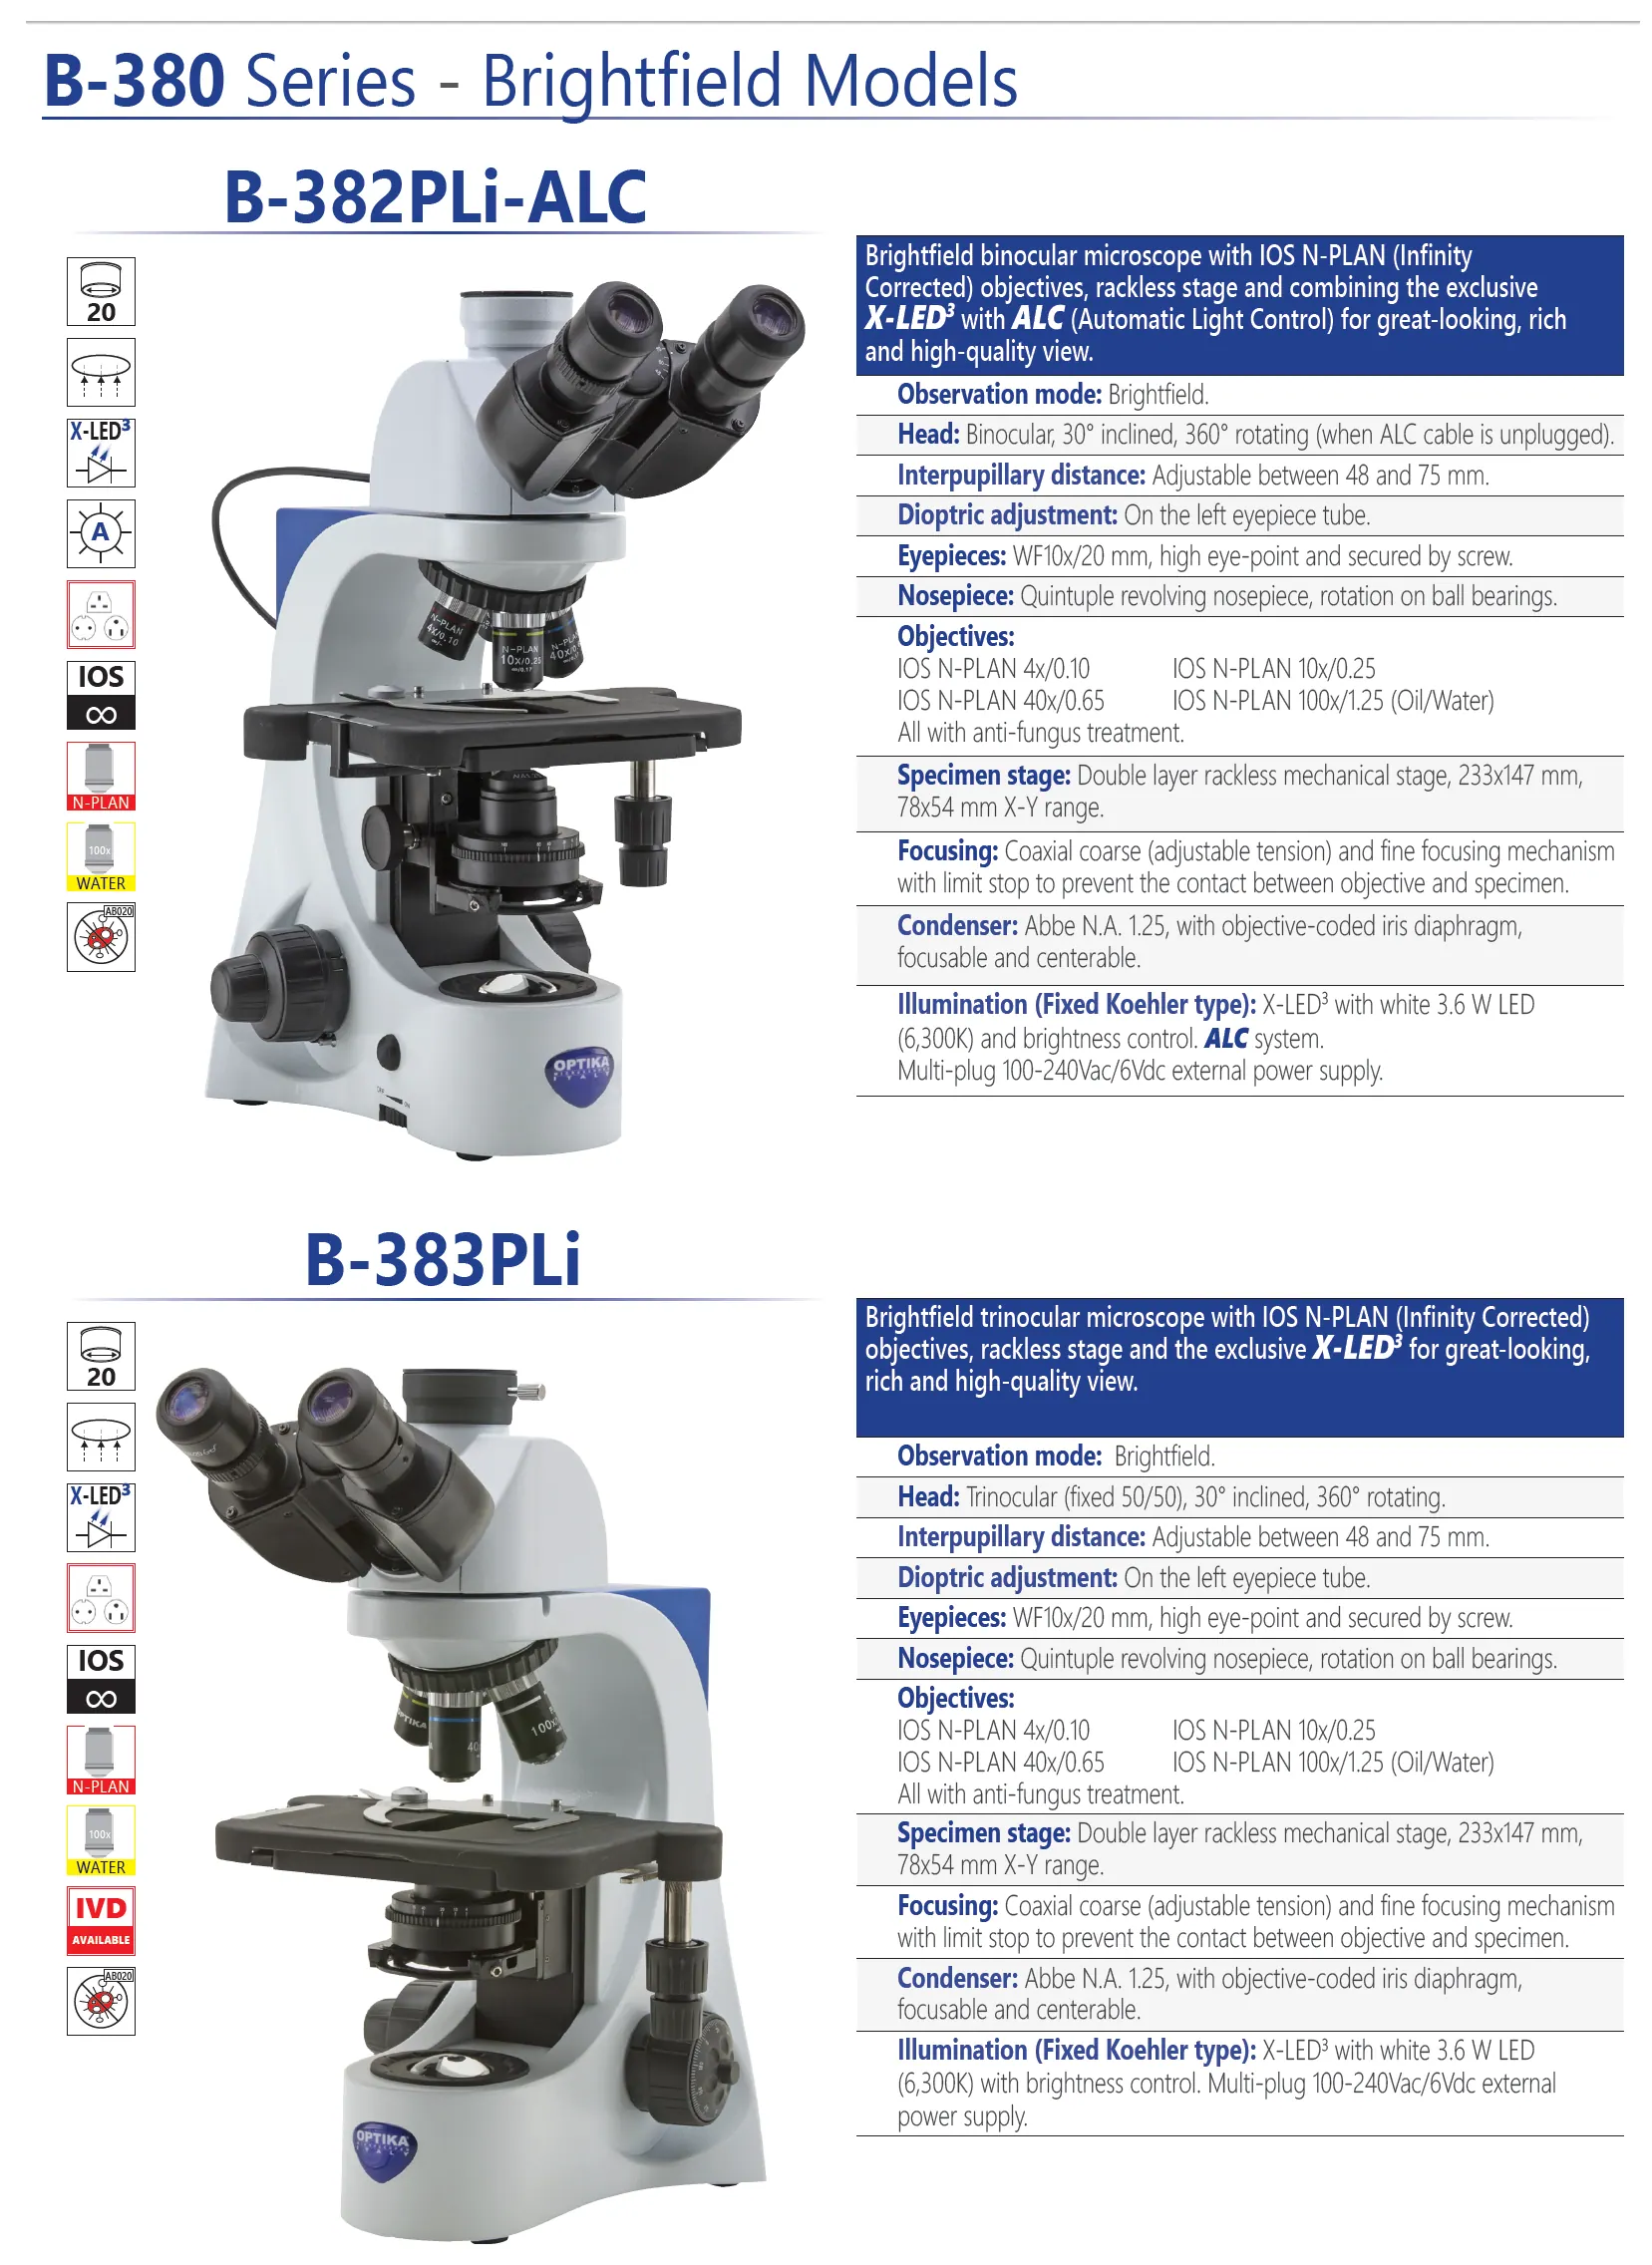 B-380 Series - Brightfield Models
B-382PLi-ALC
20
X-LED³
A
IOS
∞
N-PLAN
100x
WATER
AB020
N-PLAN
4x/0.10
∞/-
N-PLAN
10x/0.25
∞/0.17
N-PLAN
OFF
ON
OPTIKA
MICROSCOPES
ITALY
Brightfield binocular microscope with IOS N-PLAN (Infinity
Corrected) objectives, rackless stage and combining the exclusive
X-LED³ with ALC (Automatic Light Control) for great-looking, rich
and high-quality view.
Observation mode: Brightfield.
Head: Binocular, 30° inclined, 360° rotating (when ALC cable is unplugged).
Interpupillary distance: Adjustable between 48 and 75 mm.
Dioptric adjustment: On the left eyepiece tube.
Eyepieces: WF10x/20 mm, high eye-point and secured by screw.
Nosepiece: Quintuple revolving nosepiece, rotation on ball bearings.
Objectives:
IOS N-PLAN 4x/0.10 IOS N-PLAN 10x/0.25
IOS N-PLAN 40x/0.65 IOS N-PLAN 100x/1.25 (Oil/Water)
All with anti-fungus treatment.
Specimen stage: Double layer rackless mechanical stage, 233x147 mm,
78x54 mm X-Y range.
Focusing: Coaxial coarse (adjustable tension) and fine focusing mechanism
with limit stop to prevent the contact between objective and specimen.
Condenser: Abbe N.A. 1.25, with objective-coded iris diaphragm,
focusable and centerable.
Illumination (Fixed Koehler type): X-LED³ with white 3.6 W LED
(6,300K) and brightness control. ALC system.
Multi-plug 100-240Vac/6Vdc external power supply.
B-383PLi
20
X-LED³
IOS
∞
N-PLAN
100x
WATER
IVD
AVAILABLE
AB020
OPTIKA
100x
OPTIKA
Brightfield trinocular microscope with IOS N-PLAN (Infinity Corrected)
objectives, rackless stage and the exclusive X-LED³ for great-looking,
rich and high-quality view.
Observation mode: Brightfield.
Head: Trinocular (fixed 50/50), 30° inclined, 360° rotating.
Interpupillary distance: Adjustable between 48 and 75 mm.
Dioptric adjustment: On the left eyepiece tube.
Eyepieces: WF10x/20 mm, high eye-point and secured by screw.
Nosepiece: Quintuple revolving nosepiece, rotation on ball bearings.
Objectives:
IOS N-PLAN 4x/0.10 IOS N-PLAN 10x/0.25
IOS N-PLAN 40x/0.65 IOS N-PLAN 100x/1.25 (Oil/Water)
All with anti-fungus treatment.
Specimen stage: Double layer rackless mechanical stage, 233x147 mm,
78x54 mm X-Y range.
Focusing: Coaxial coarse (adjustable tension) and fine focusing mechanism
with limit stop to prevent the contact between objective and specimen.
Condenser: Abbe N.A. 1.25, with objective-coded iris diaphragm,
focusable and centerable.
Illumination (Fixed Koehler type): X-LED³ with white 3.6 W LED
(6,300K) with brightness control. Multi-plug 100-240Vac/6Vdc external
power supply.